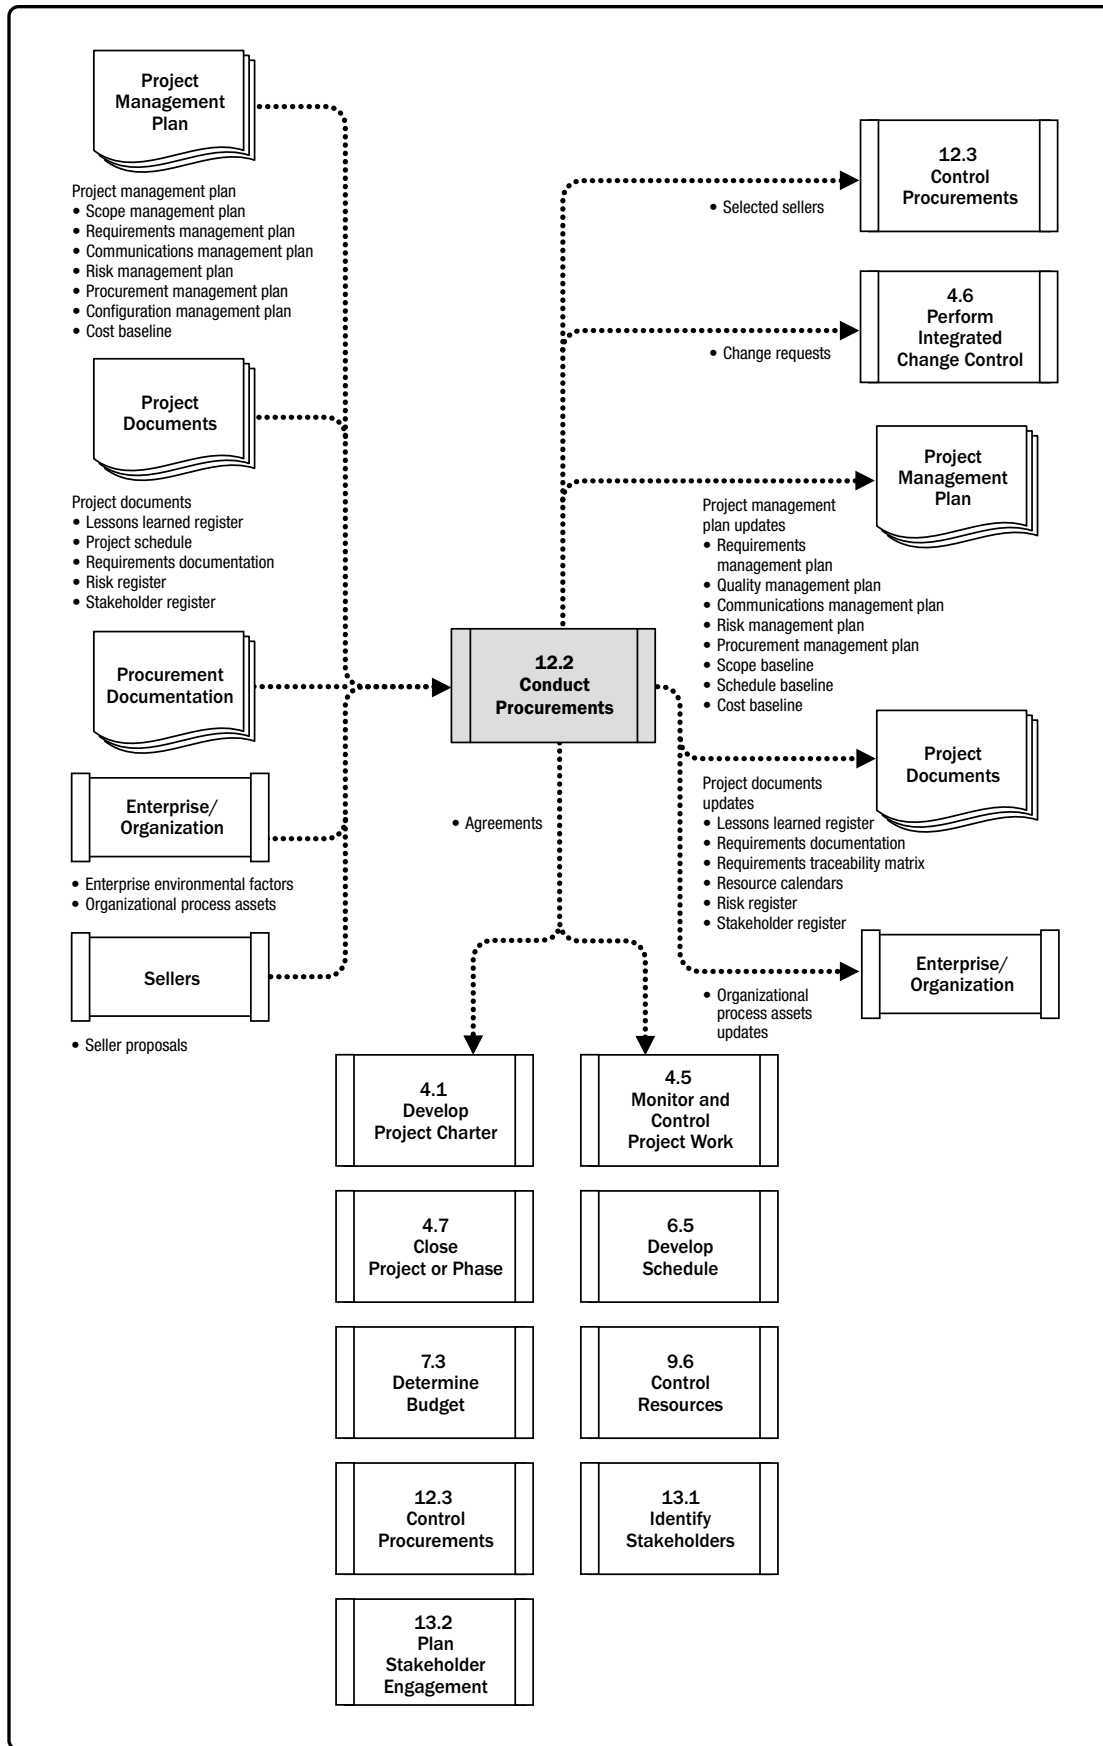 Project
Management
Plan
Project management plan
• Scope management plan
• Requirements management plan
• Communications management plan
• Risk management plan
• Procurement management plan
• Configuration management plan
• Cost baseline
Project
Documents
Project documents
• Lessons learned register
• Project schedule
• Requirements documentation
• Risk register
• Stakeholder register
Procurement
Documentation
Enterprise/
Organization
• Enterprise environmental factors
• Organizational process assets
Sellers
• Seller proposals
12.2
Conduct
Procurements
• Agreements
• Selected sellers
12.3
Control
Procurements
• Change requests
4.6
Perform
Integrated
Change Control
Project
Management
Plan
Project management
plan updates
• Requirements
management plan
• Quality management plan
• Communications management plan
• Risk management plan
• Procurement management plan
• Scope baseline
• Schedule baseline
• Cost baseline
Project
Documents
Project documents
updates
• Lessons learned register
• Requirements documentation
• Requirements traceability matrix
• Resource calendars
• Risk register
• Stakeholder register
Enterprise/
Organization
• Organizational
process assets
updates
4.1
Develop
Project Charter
4.5
Monitor and
Control
Project Work
4.7
Close
Project or Phase
6.5
Develop
Schedule
7.3
Determine
Budget
9.6
Control
Resources
12.3
Control
Procurements
13.1
Identify
Stakeholders
13.2
Plan
Stakeholder
Engagement